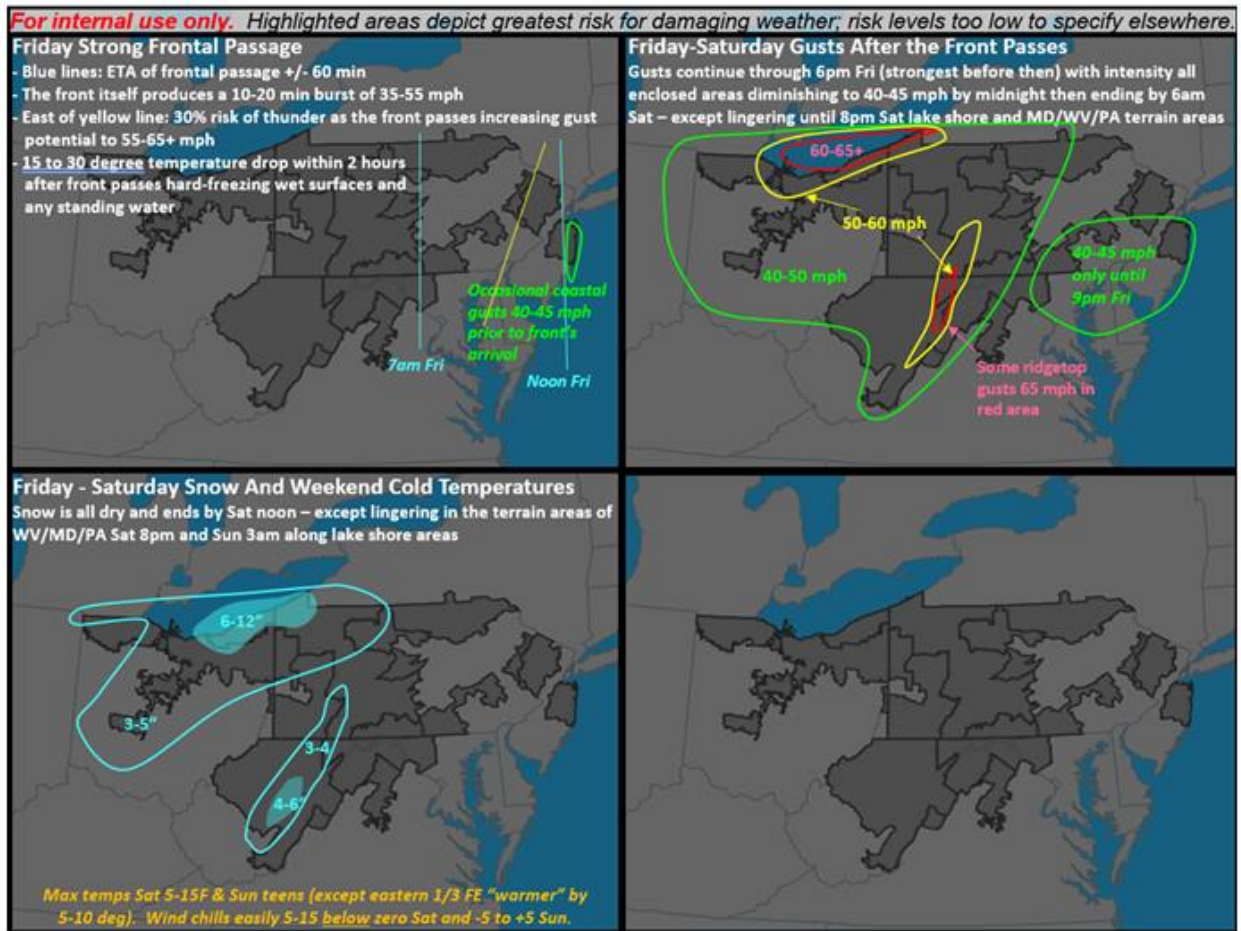 For internal use only. Highlighted areas depict greatest risk for damaging weather; risk levels too low to specify elsewhere.
Friday Strong Frontal Passage
- Blue lines: ETA of frontal passage +/- 60 min
- The front itself produces a 10-20 min burst of 35-55 mph
- East of yellow line: 30% risk of thunder as the front passes increasing gust
potential to 55-65+ mph
- 15 to 30 degree temperature drop within 2 hours
after front passes hard-freezing wet surfaces and
any standing water
Occasional coastal
gusts 40-45 mph
prior to front's
arrival
7am Fri
Noon Fri
Friday-Saturday Gusts After the Front Passes
Gusts continue through 6pm Fri (strongest before then) with intensity all
enclosed areas diminishing to 40-45 mph by midnight then ending by 6am
Sat – except lingering until 8pm Sat lake shore and MD/WV/PA terrain areas
60-65+
50-60 mph
40-50 mph
40-45 mph
only until
9pm Fri
Some ridgetop
gusts 65 mph in
red area
Friday - Saturday Snow And Weekend Cold Temperatures
Snow is all dry and ends by Sat noon – except lingering in the terrain areas of
WV/MD/PA Sat 8pm and Sun 3am along lake shore areas
6-12"
3-5"
3-4
4-6"
Max temps Sat 5-15F & Sun teens (except eastern 1/3 FE "warmer" by
5-10 deg). Wind chills easily 5-15 below zero Sat and -5 to +5 Sun.